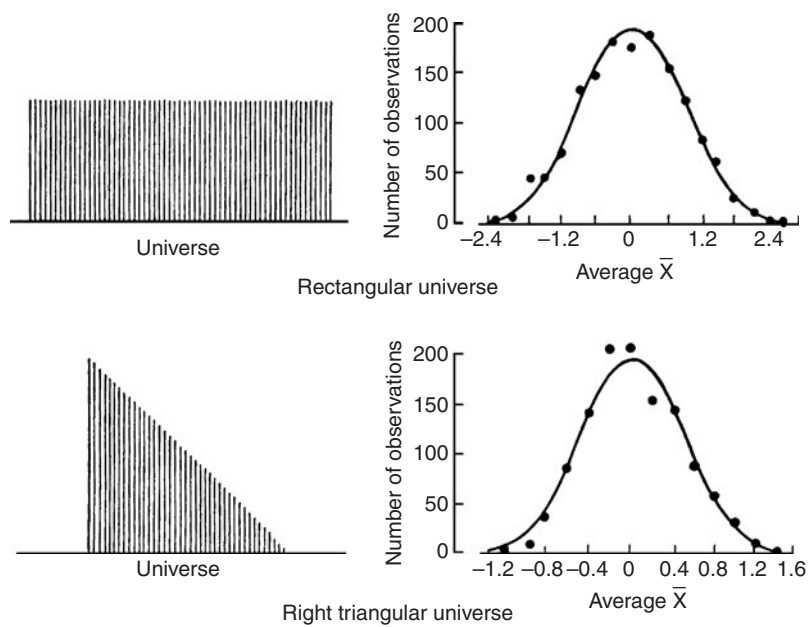 Number of observations
200
150
100
50
0
−2.4 −1.2 0 1.2 2.4
Universe
Average X̅
Rectangular universe
Number of observations
200
150
100
50
0
−1.2 −0.8 −0.4 0 0.4 0.8 1.2 1.6
Universe
Average X̅
Right triangular universe